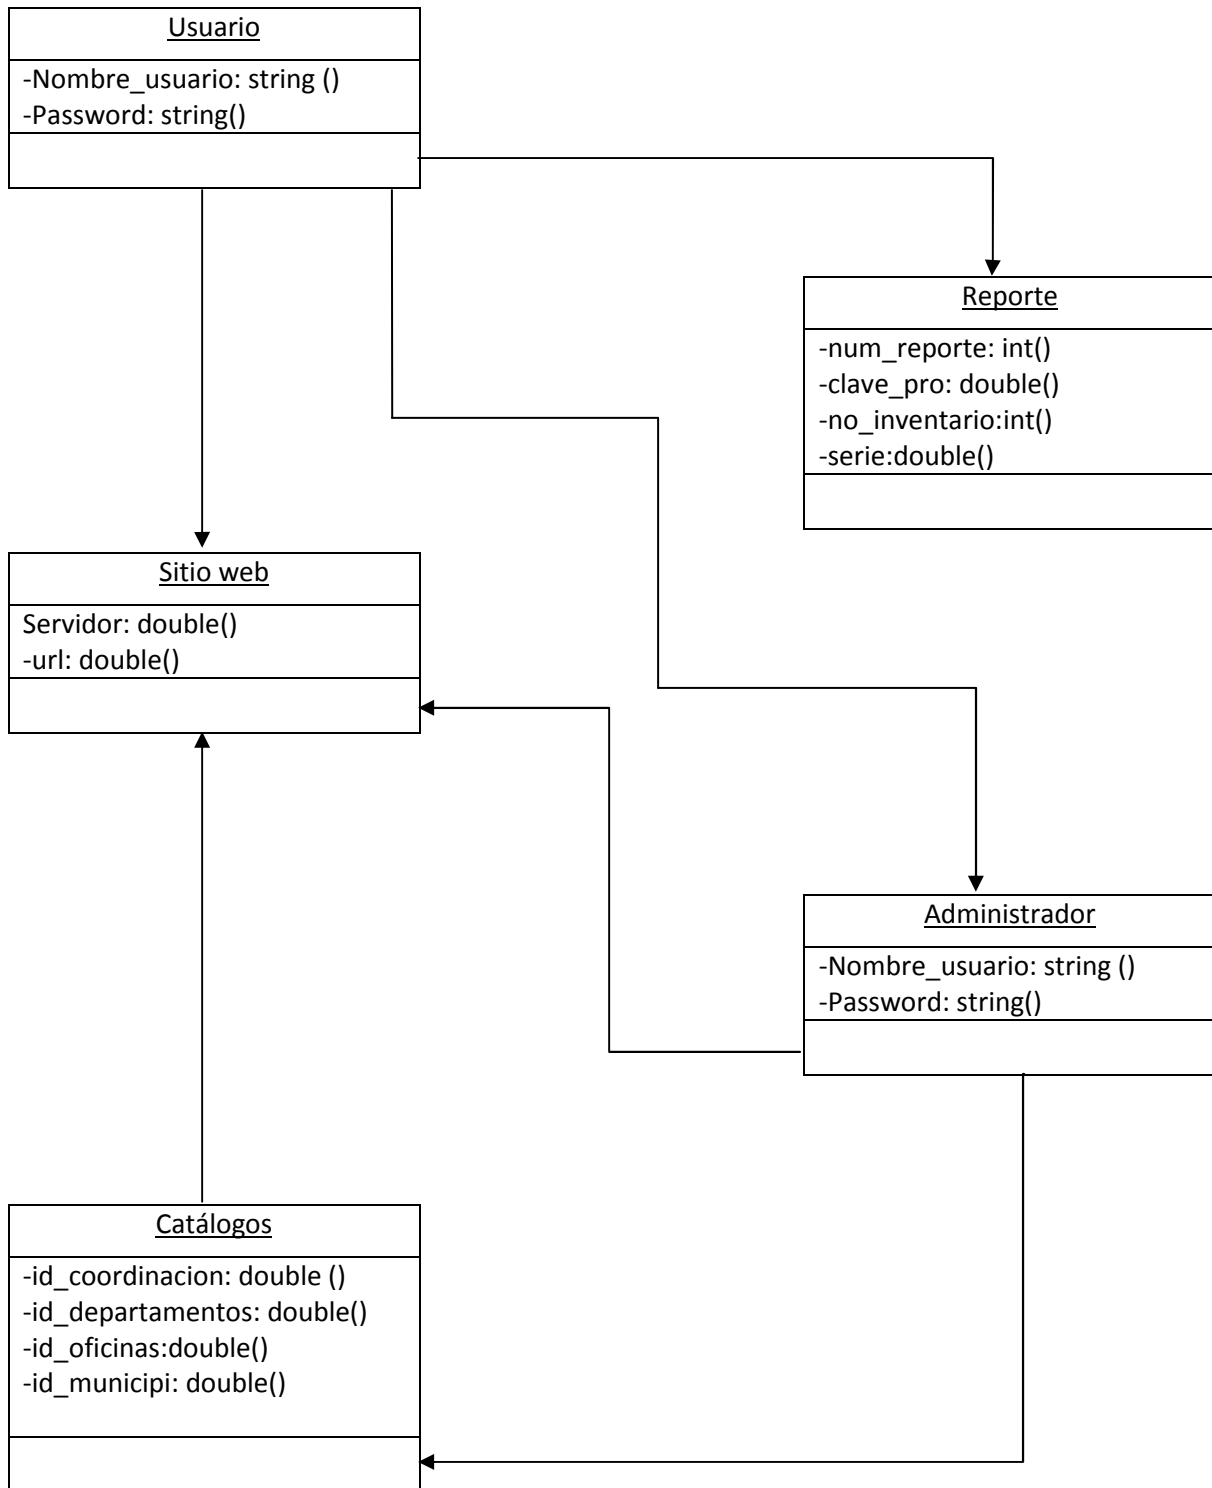 Usuario
-Nombre_usuario: string ()
-Password: string()
Reporte
-num_reporte: int()
-clave_pro: double()
-no_inventario:int()
-serie:double()
Sitio web
Servidor: double()
-url: double()
Administrador
-Nombre_usuario: string ()
-Password: string()
Catálogos
-id_coordinacion: double ()
-id_departamentos: double()
-id_oficinas:double()
-id_municipi: double()